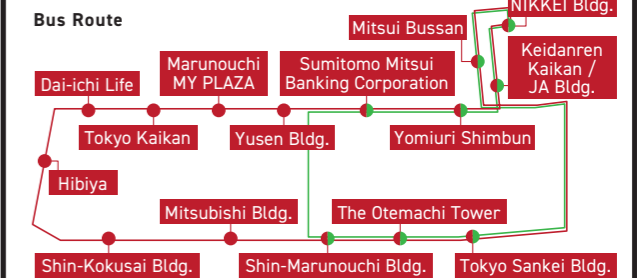 Bus Route
NIKKEI Bldg.
Mitsui Bussan
Keidanren
Kaikan /
JA Bldg.
Marunouchi
MY PLAZA
Sumitomo Mitsui
Banking Corporation
Dai-ichi Life
Tokyo Kaikan
Yusen Bldg.
Yomiuri Shimbun
Hibiya
Mitsubishi Bldg.
The Otemachi Tower
Shin-Kokusai Bldg.
Shin-Marunouchi Bldg.
Tokyo Sankei Bldg.